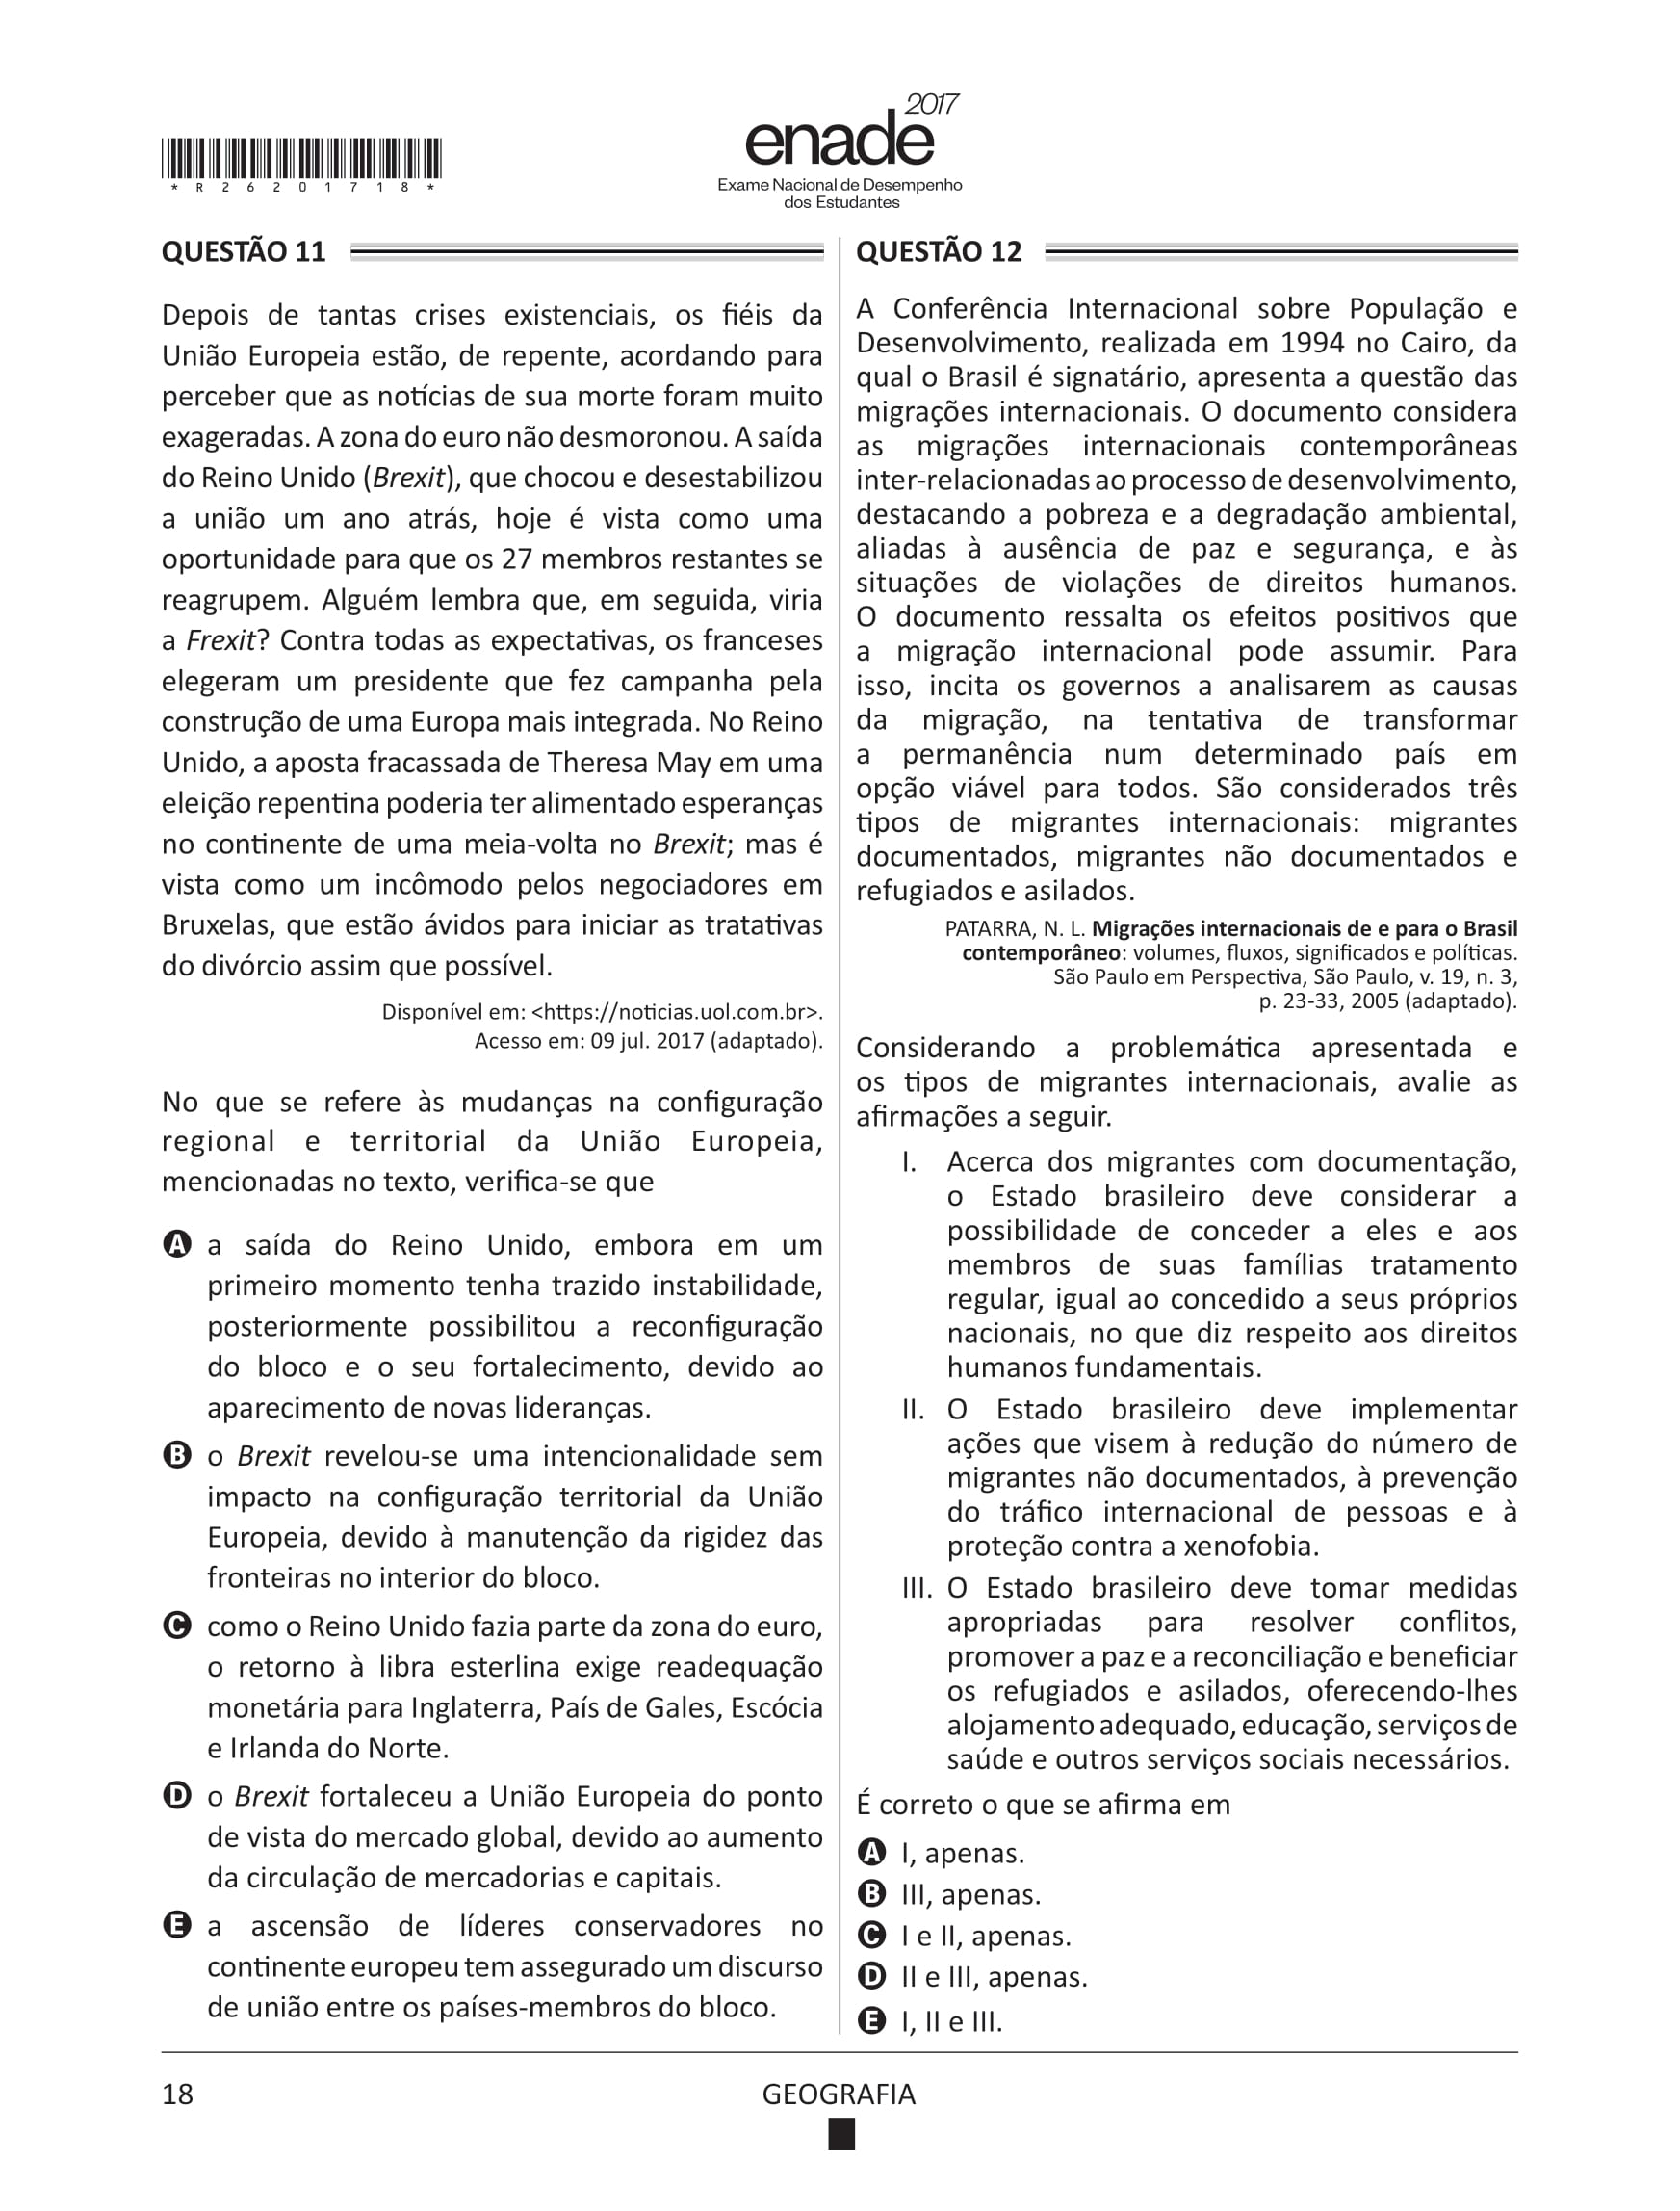 enade 2017
Exame Nacional de Desempenho
dos Estudantes
* R 2 6 2 0 1 7 1 8 *
QUESTÃO 11
Depois de tantas crises existenciais, os fiéis da
União Europeia estão, de repente, acordando para
perceber que as notícias de sua morte foram muito
exageradas. A zona do euro não desmoronou. A saída
do Reino Unido (Brexit), que chocou e desestabilizou
a união um ano atrás, hoje é vista como uma
oportunidade para que os 27 membros restantes se
reagrupem. Alguém lembra que, em seguida, viria
a Frexit? Contra todas as expectativas, os franceses
elegeram um presidente que fez campanha pela
construção de uma Europa mais integrada. No Reino
Unido, a aposta fracassada de Theresa May em uma
eleição repentina poderia ter alimentado esperanças
no continente de uma meia-volta no Brexit; mas é
vista como um incômodo pelos negociadores em
Bruxelas, que estão ávidos para iniciar as tratativas
do divórcio assim que possível.
Disponível em: <https://noticias.uol.com.br>.
Acesso em: 09 jul. 2017 (adaptado).
No que se refere às mudanças na configuração
regional e territorial da União Europeia,
mencionadas no texto, verifica-se que
A a saída do Reino Unido, embora em um
primeiro momento tenha trazido instabilidade,
posteriormente possibilitou a reconfiguração
do bloco e o seu fortalecimento, devido ao
aparecimento de novas lideranças.
B o Brexit revelou-se uma intencionalidade sem
impacto na configuração territorial da União
Europeia, devido à manutenção da rigidez das
fronteiras no interior do bloco.
C como o Reino Unido fazia parte da zona do euro,
o retorno à libra esterlina exige readequação
monetária para Inglaterra, País de Gales, Escócia
e Irlanda do Norte.
D o Brexit fortaleceu a União Europeia do ponto
de vista do mercado global, devido ao aumento
da circulação de mercadorias e capitais.
E a ascensão de líderes conservadores no
continente europeu tem assegurado um discurso
de união entre os países-membros do bloco.
QUESTÃO 12
A Conferência Internacional sobre População e
Desenvolvimento, realizada em 1994 no Cairo, da
qual o Brasil é signatário, apresenta a questão das
migrações internacionais. O documento considera
as migrações internacionais contemporâneas
inter-relacionadas ao processo de desenvolvimento,
destacando a pobreza e a degradação ambiental,
aliadas à ausência de paz e segurança, e às
situações de violações de direitos humanos.
O documento ressalta os efeitos positivos que
a migração internacional pode assumir. Para
isso, incita os governos a analisarem as causas
da migração, na tentativa de transformar
a permanência num determinado país em
opção viável para todos. São considerados três
tipos de migrantes internacionais: migrantes
documentados, migrantes não documentados e
refugiados e asilados.
PATARRA, N. L. Migrações internacionais de e para o Brasil
contemporâneo: volumes, fluxos, significados e políticas.
São Paulo em Perspectiva, São Paulo, v. 19, n. 3,
p. 23-33, 2005 (adaptado).
Considerando a problemática apresentada e
os tipos de migrantes internacionais, avalie as
afirmações a seguir.
I. Acerca dos migrantes com documentação,
o Estado brasileiro deve considerar a
possibilidade de conceder a eles e aos
membros de suas famílias tratamento
regular, igual ao concedido a seus próprios
nacionais, no que diz respeito aos direitos
humanos fundamentais.
II. O Estado brasileiro deve implementar
ações que visem à redução do número de
migrantes não documentados, à prevenção
do tráfico internacional de pessoas e à
proteção contra a xenofobia.
III. O Estado brasileiro deve tomar medidas
apropriadas para resolver conflitos,
promover a paz e a reconciliação e beneficiar
os refugiados e asilados, oferecendo-lhes
alojamento adequado, educação, serviços de
saúde e outros serviços sociais necessários.
É correto o que se afirma em
A I, apenas.
B III, apenas.
C I e II, apenas.
D II e III, apenas.
E I, II e III.
18
GEOGRAFIA